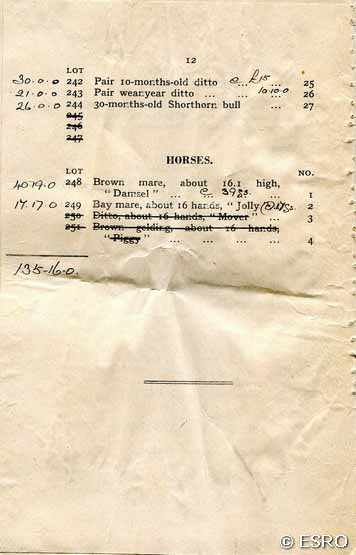 12
LOT
30.0.0 242 Pair 10-months-old ditto @ £15 ... 25
21.0.0 243 Pair weanyear ditto ... ... 10.10.0 ... 26
26.0.0 244 30-months-old Shorthorn bull ... 27
245
246
247
HORSES.
LOT NO.
40.19.0 248 Brown mare, about 16.1 high,
"Damsel" ... @ 39gs. ... 1
17.17.0 249 Bay mare, about 16 hands, "Jolly" 2
250 Ditto, about 16 hands, "Mover" ... 3
251 Brown gelding, about 16 hands,
"Piggy" ... ... ... ... 4
135-16-0
© ESRO